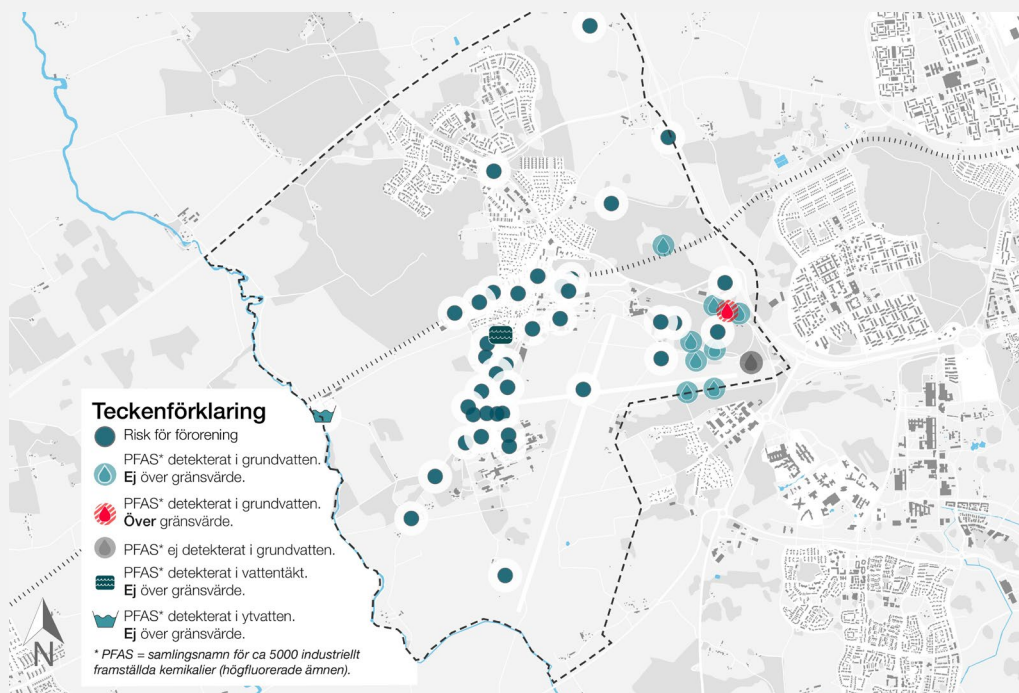 Teckenförklaring
Risk för förorening
PFAS* detekterat i grundvatten.
Ej över gränsvärde.
PFAS* detekterat i grundvatten.
Över gränsvärde.
PFAS* ej detekterat i grundvatten.
PFAS* detekterat i vattentäkt.
Ej över gränsvärde.
PFAS* detekterat i ytvatten.
Ej över gränsvärde.
* PFAS = samlingsnamn för ca 5000 industriellt
framställda kemikalier (högfluorerade ämnen).
N